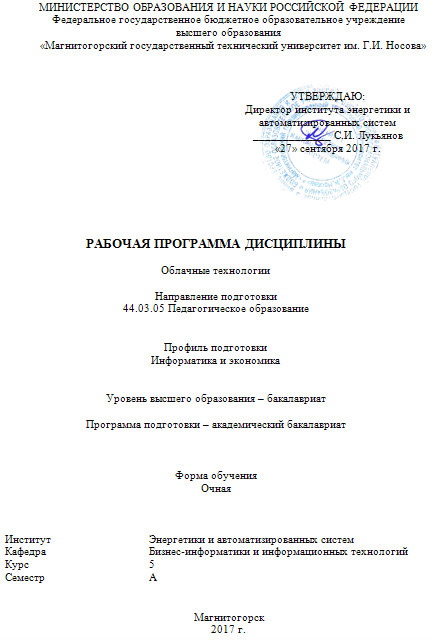 МИНИСТЕРСТВО ОБРАЗОВАНИЯ И НАУКИ РОССИЙСКОЙ ФЕДЕРАЦИИ
Федеральное государственное бюджетное образовательное учреждение
высшего образования
«Магнитогорский государственный технический университет им. Г.И. Носова»
УТВЕРЖДАЮ:
Директор института энергетики и
автоматизированных систем
С.И. Лукьянов
«27» сентября 2017 г.
РАБОЧАЯ ПРОГРАММА ДИСЦИПЛИНЫ
Облачные технологии
Направление подготовки
44.03.05 Педагогическое образование
Профиль подготовки
Информатика и экономика
Уровень высшего образования – бакалавриат
Программа подготовки – академический бакалавриат
Форма обучения
Очная
Институт Энергетики и автоматизированных систем
Кафедра Бизнес-информатики и информационных технологий
Курс 5
Семестр А
Магнитогорск
2017 г.